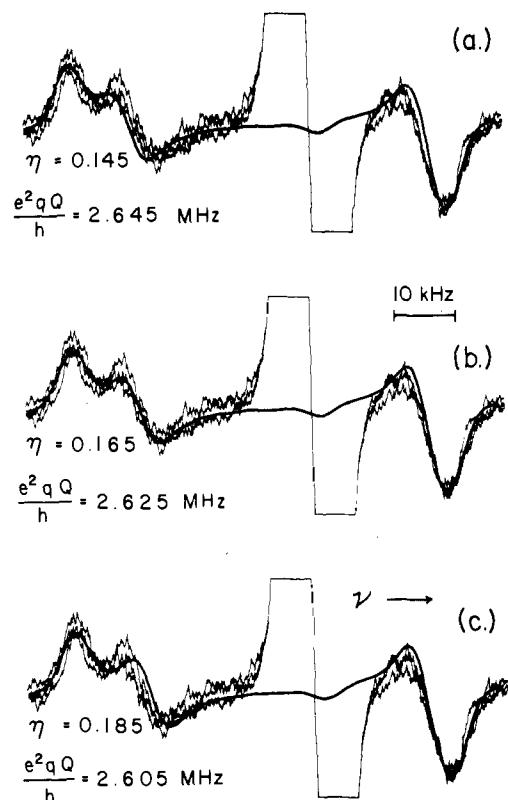 (a.)
η = 0.145
e²qQ
h
= 2.645 MHz
10 kHz
(b.)
η = 0.165
e²qQ
h
= 2.625 MHz
ν →
(c.)
η = 0.185
e²qQ
h
= 2.605 MHz